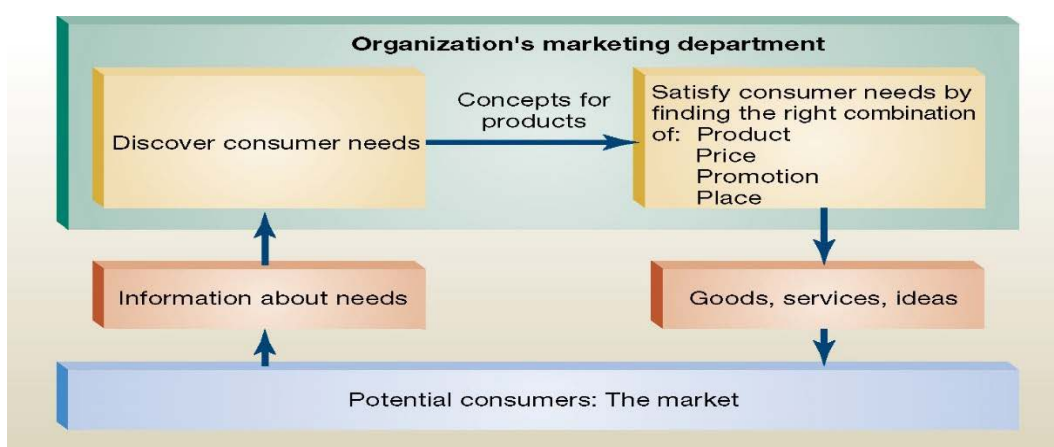 Organization's marketing department
Discover consumer needs
Concepts for
products
Satisfy consumer needs by
finding the right combination
of: Product
Price
Promotion
Place
Information about needs
Goods, services, ideas
Potential consumers: The market